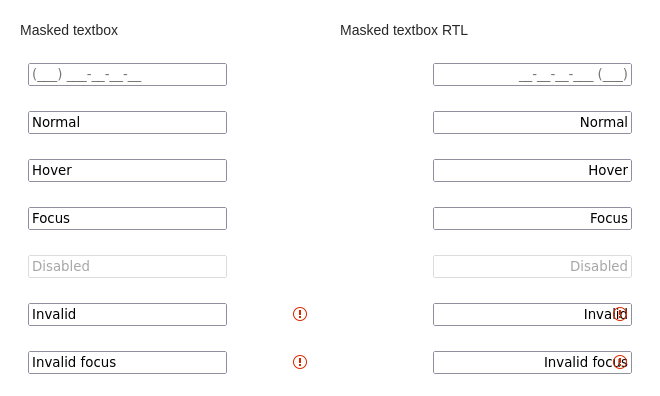 Masked textbox
Masked textbox RTL
(___) ___-__-__-__
__-__-__-___ (___)
Normal
Normal
Hover
Hover
Focus
Focus
Disabled
Disabled
Invalid
Invalid
Invalid focus
Invalid focus